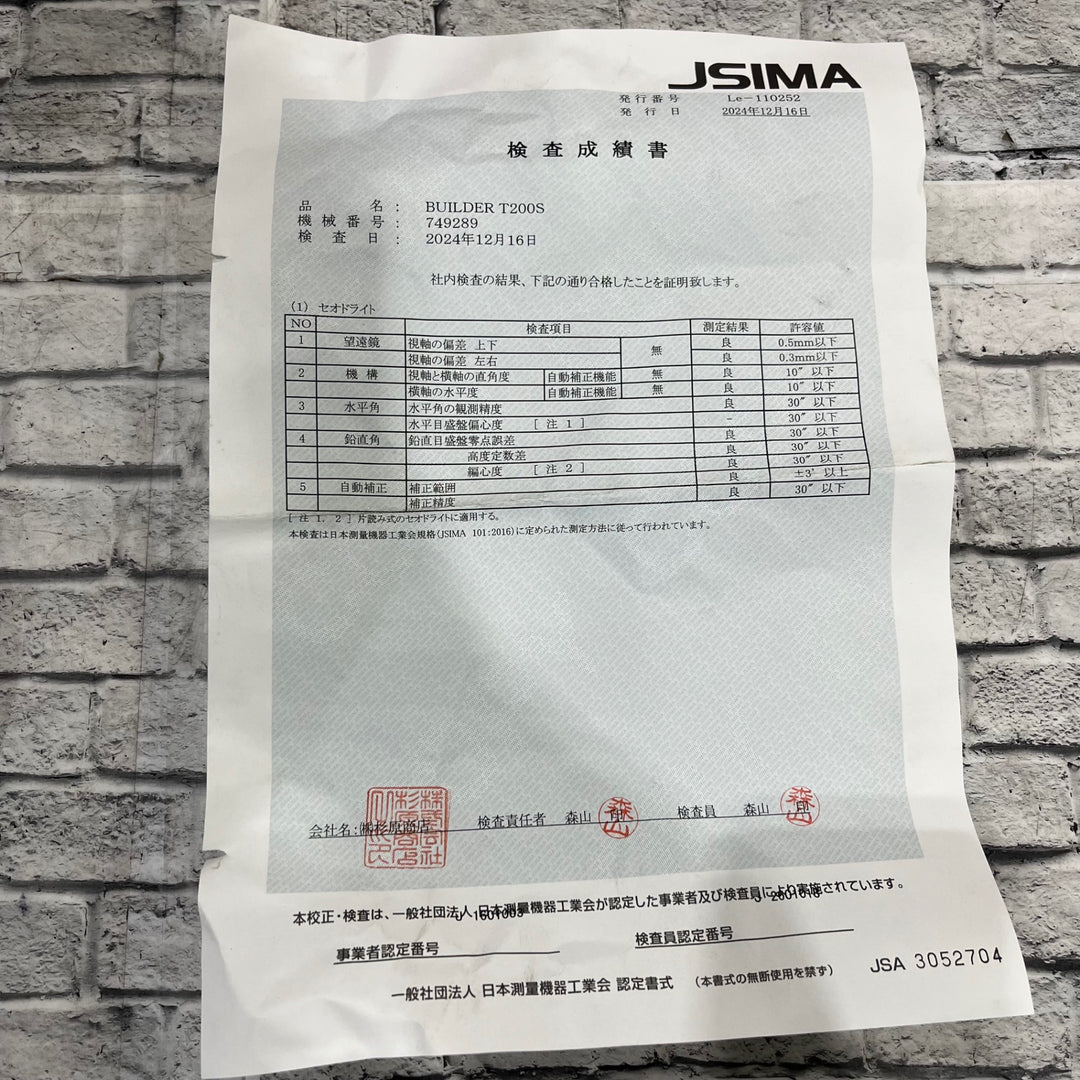 JSIMA
発行番号 Le－110252
発行日 2024年12月16日
検査成績書
品名： BUILDER T200S
機械番号： 749289
検査日： 2024年12月16日
社内検査の結果、下記の通り合格したことを証明致します。
(1) セオドライト
NO 検査項目 測定結果 許容値
1 望遠鏡 視軸の偏差 上下 無 良 0.5mm以下
視軸の偏差 左右 良 0.3mm以下
2 機構 視軸と横軸の直角度 自動補正機能 無 良 10″ 以下
横軸の水平度 自動補正機能 無 良 10″ 以下
3 水平角 水平角の観測精度 良 30″ 以下
水平目盛盤偏心度 [ 注 1 ] － 30″ 以下
4 鉛直角 鉛直目盛盤零点誤差 良 30″ 以下
高度定数差 良 30″ 以下
編心度 [ 注 2 ] 良 30″ 以下
5 自動補正 補正範囲 良 ±3′ 以上
補正精度 良 30″ 以下
[ 注 1. 2 ] 片読み式のセオドライトに適用する。
本検査は日本測量機器工業会規格(JSIMA 101:2016)に定められた測定方法に従って行われています。
会社名：㈱杉原商店 検査責任者 森山 検査員 森山
本校正・検査は、一般社団法人 日本測量機器工業会が認定した事業者及び検査員により実施されています。
事業者認定番号 検査員認定番号
一般社団法人 日本測量機器工業会 認定書式 （本書式の無断使用を禁ず）
JSA 3052704